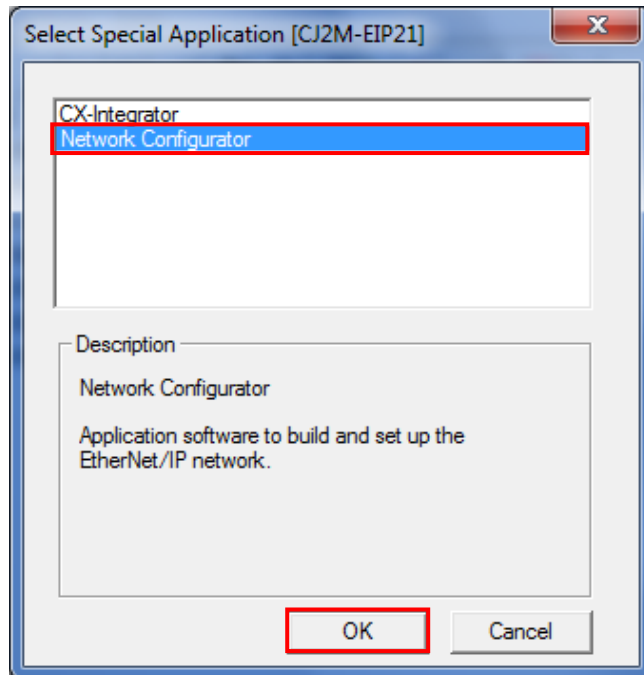 Select Special Application [CJ2M-EIP21]
CX-Integrator
Network Configurator
Description
Network Configurator
Application software to build and set up the
EtherNet/IP network.
OK
Cancel